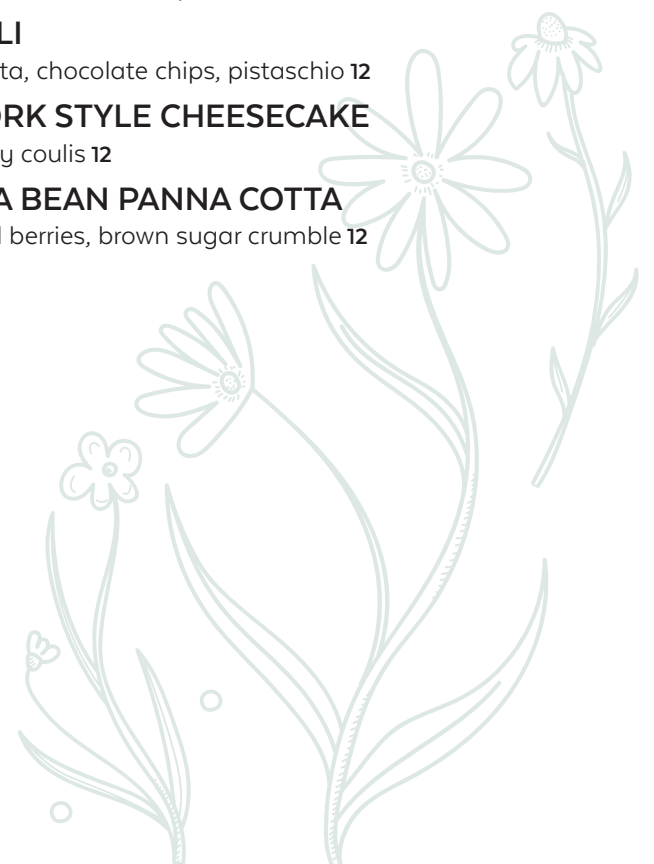 LI
ta, chocolate chips, pistaschio 12
ORK STYLE CHEESECAKE
y coulis 12
A BEAN PANNA COTTA
berries, brown sugar crumble 12